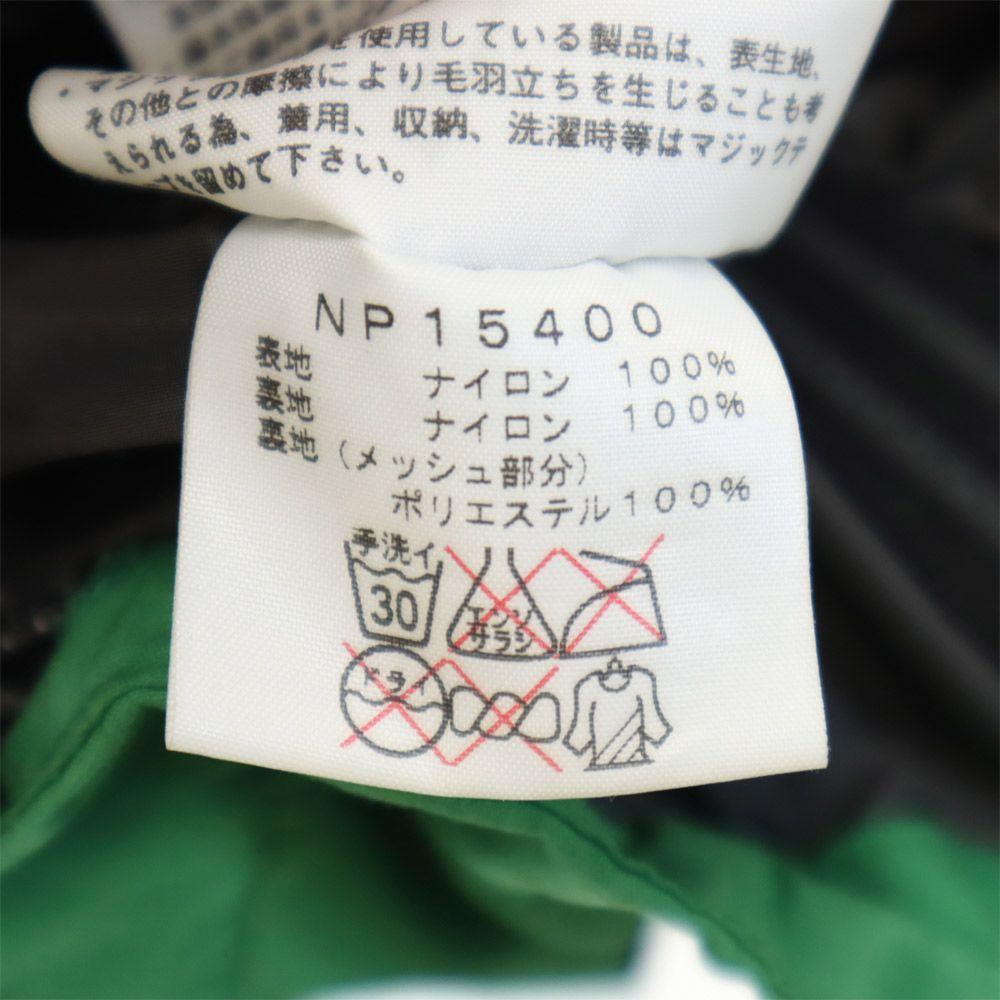 を使用している製品は、表生地、
その他との摩擦により毛羽立ちを生じることも考
えられる為、着用、収納、洗濯時等はマジックテ
を留めて下さい。
NP15400
表地 ナイロン 100%
裏地 ナイロン 100%
裏地 (メッシュ部分)
ポリエステル100%
手洗イ
30
エンソ
サラシ
ドライ